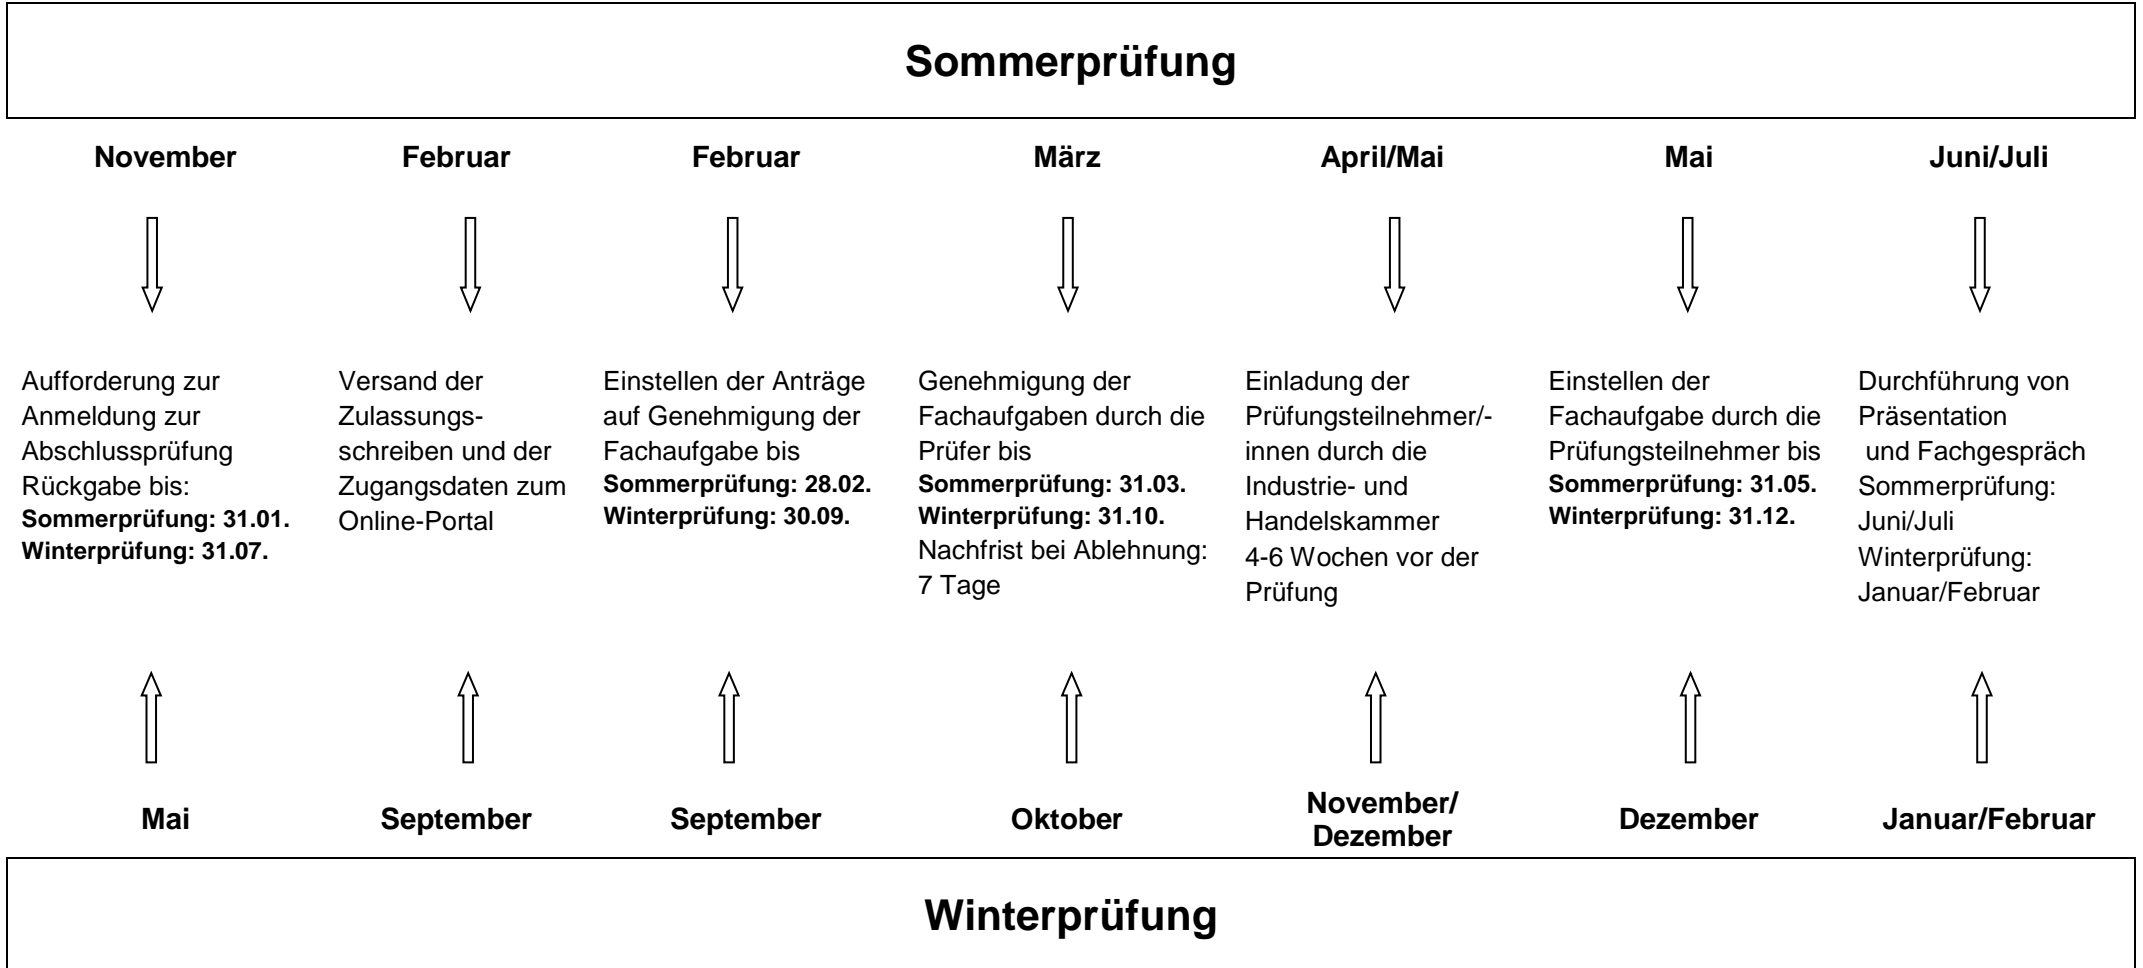 Sommerprüfung
November
Februar
Februar
März
April/Mai
Mai
Juni/Juli
Aufforderung zur
Anmeldung zur
Abschlussprüfung
Rückgabe bis:
Sommerprüfung: 31.01.
Winterprüfung: 31.07.
Versand der
Zulassungs-
schreiben und der
Zugangsdaten zum
Online-Portal
Einstellen der Anträge
auf Genehmigung der
Fachaufgabe bis
Sommerprüfung: 28.02.
Winterprüfung: 30.09.
Genehmigung der
Fachaufgaben durch die
Prüfer bis
Sommerprüfung: 31.03.
Winterprüfung: 31.10.
Nachfrist bei Ablehnung:
7 Tage
Einladung der
Prüfungsteilnehmer/-
innen durch die
Industrie- und
Handelskammer
4-6 Wochen vor der
Prüfung
Einstellen der
Fachaufgabe durch die
Prüfungsteilnehmer bis
Sommerprüfung: 31.05.
Winterprüfung: 31.12.
Durchführung von
Präsentation
und Fachgespräch
Sommerprüfung:
Juni/Juli
Winterprüfung:
Januar/Februar
Mai
September
September
Oktober
November/
Dezember
Dezember
Januar/Februar
Winterprüfung